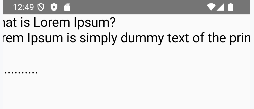 12:49
hat is Lorem Ipsum?
rem Ipsum is simply dummy text of the prin
..........